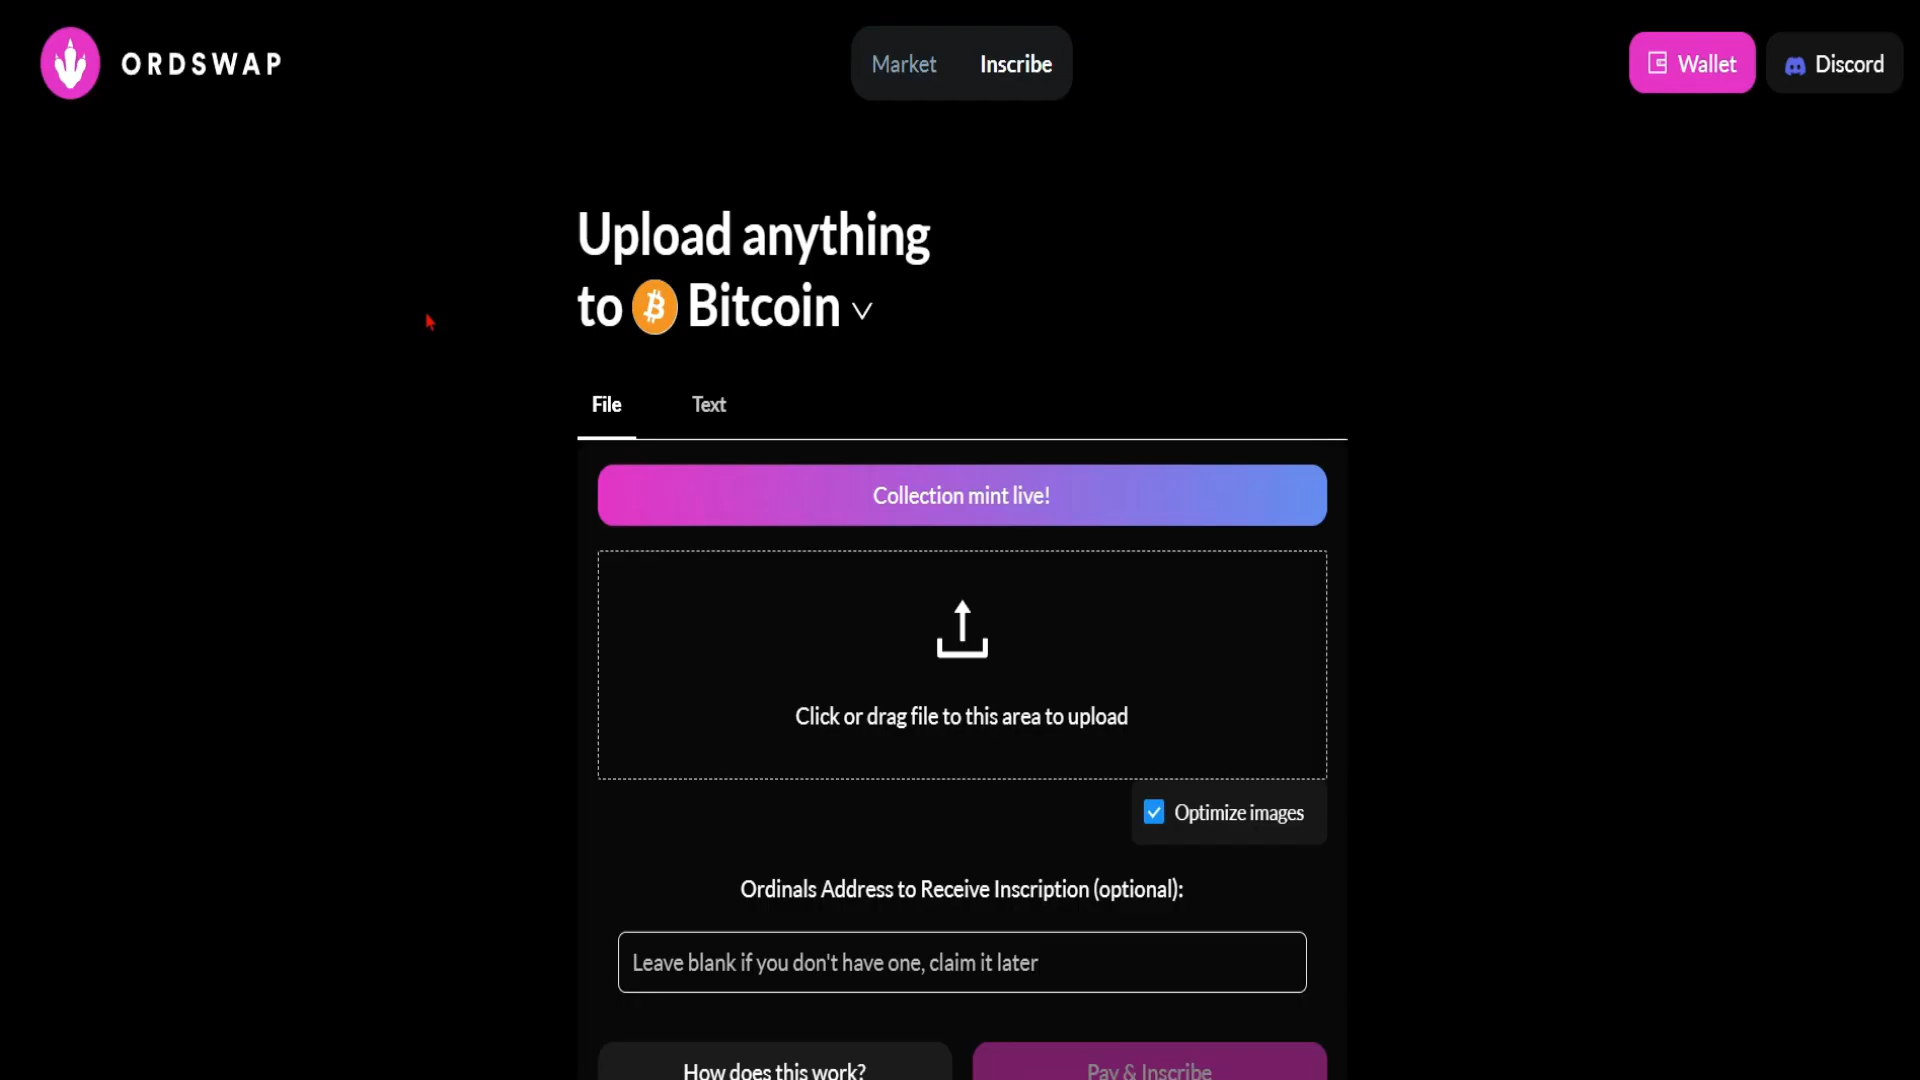 ORDSWAP
Market
Inscribe
Wallet
Discord
Upload anything
to Bitcoin
File
Text
Collection mint live!
Click or drag file to this area to upload
Optimize images
Ordinals Address to Receive Inscription (optional):
Leave blank if you don't have one, claim it later
How does this work?
Pay & Inscribe